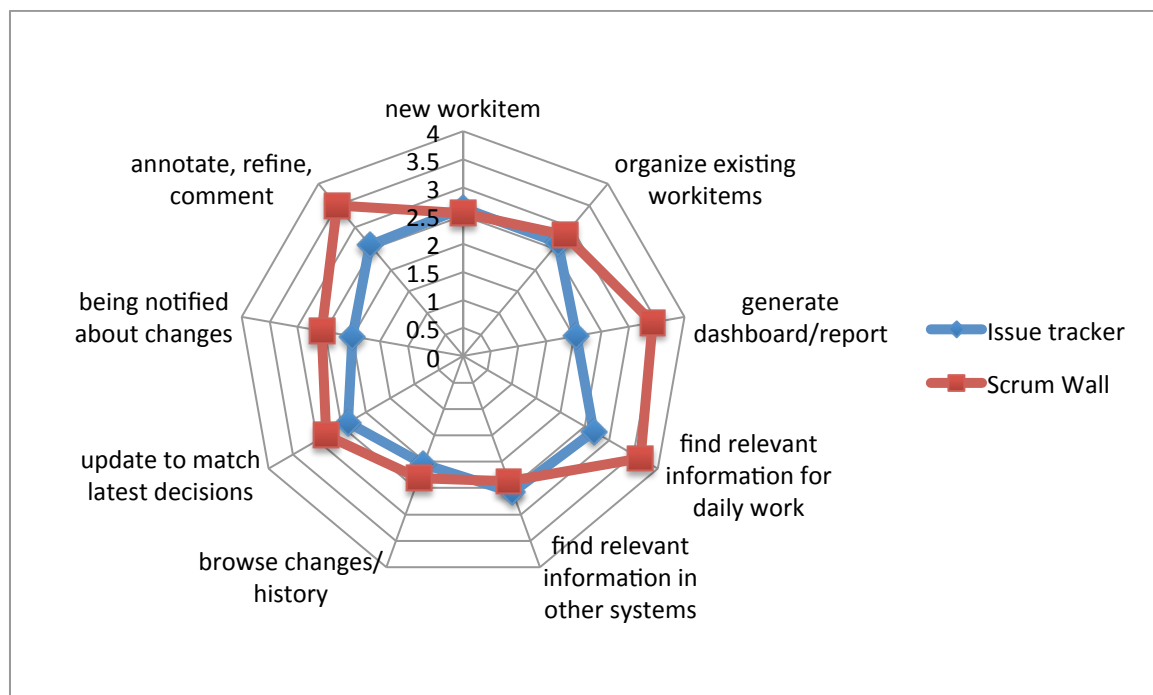 new workitem
organize existing
workitems
generate
dashboard/report
find relevant
information for
daily work
find relevant
information in
other systems
browse changes/
history
update to match
latest decisions
being notified
about changes
annotate, refine,
comment
4
3.5
3
2.5
2
1.5
1
0.5
0
Issue tracker
Scrum Wall